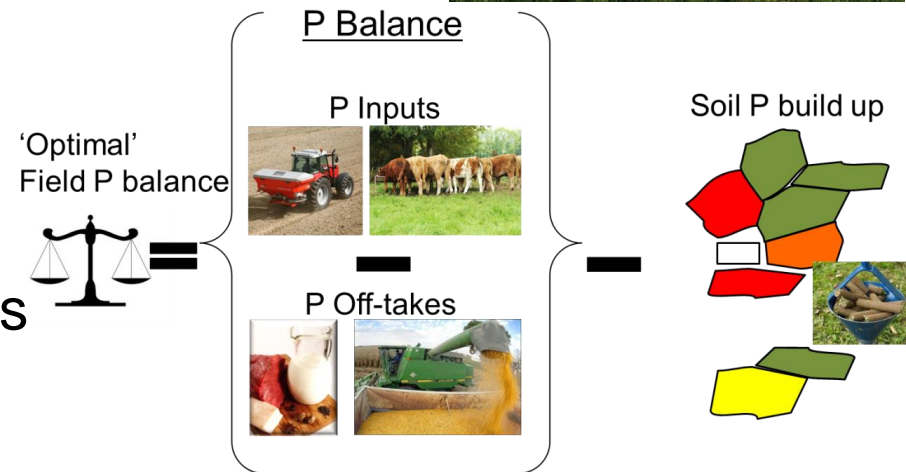 P Balance
P Inputs
Soil P build up
‘Optimal’
Field P balance
P Off-takes
s